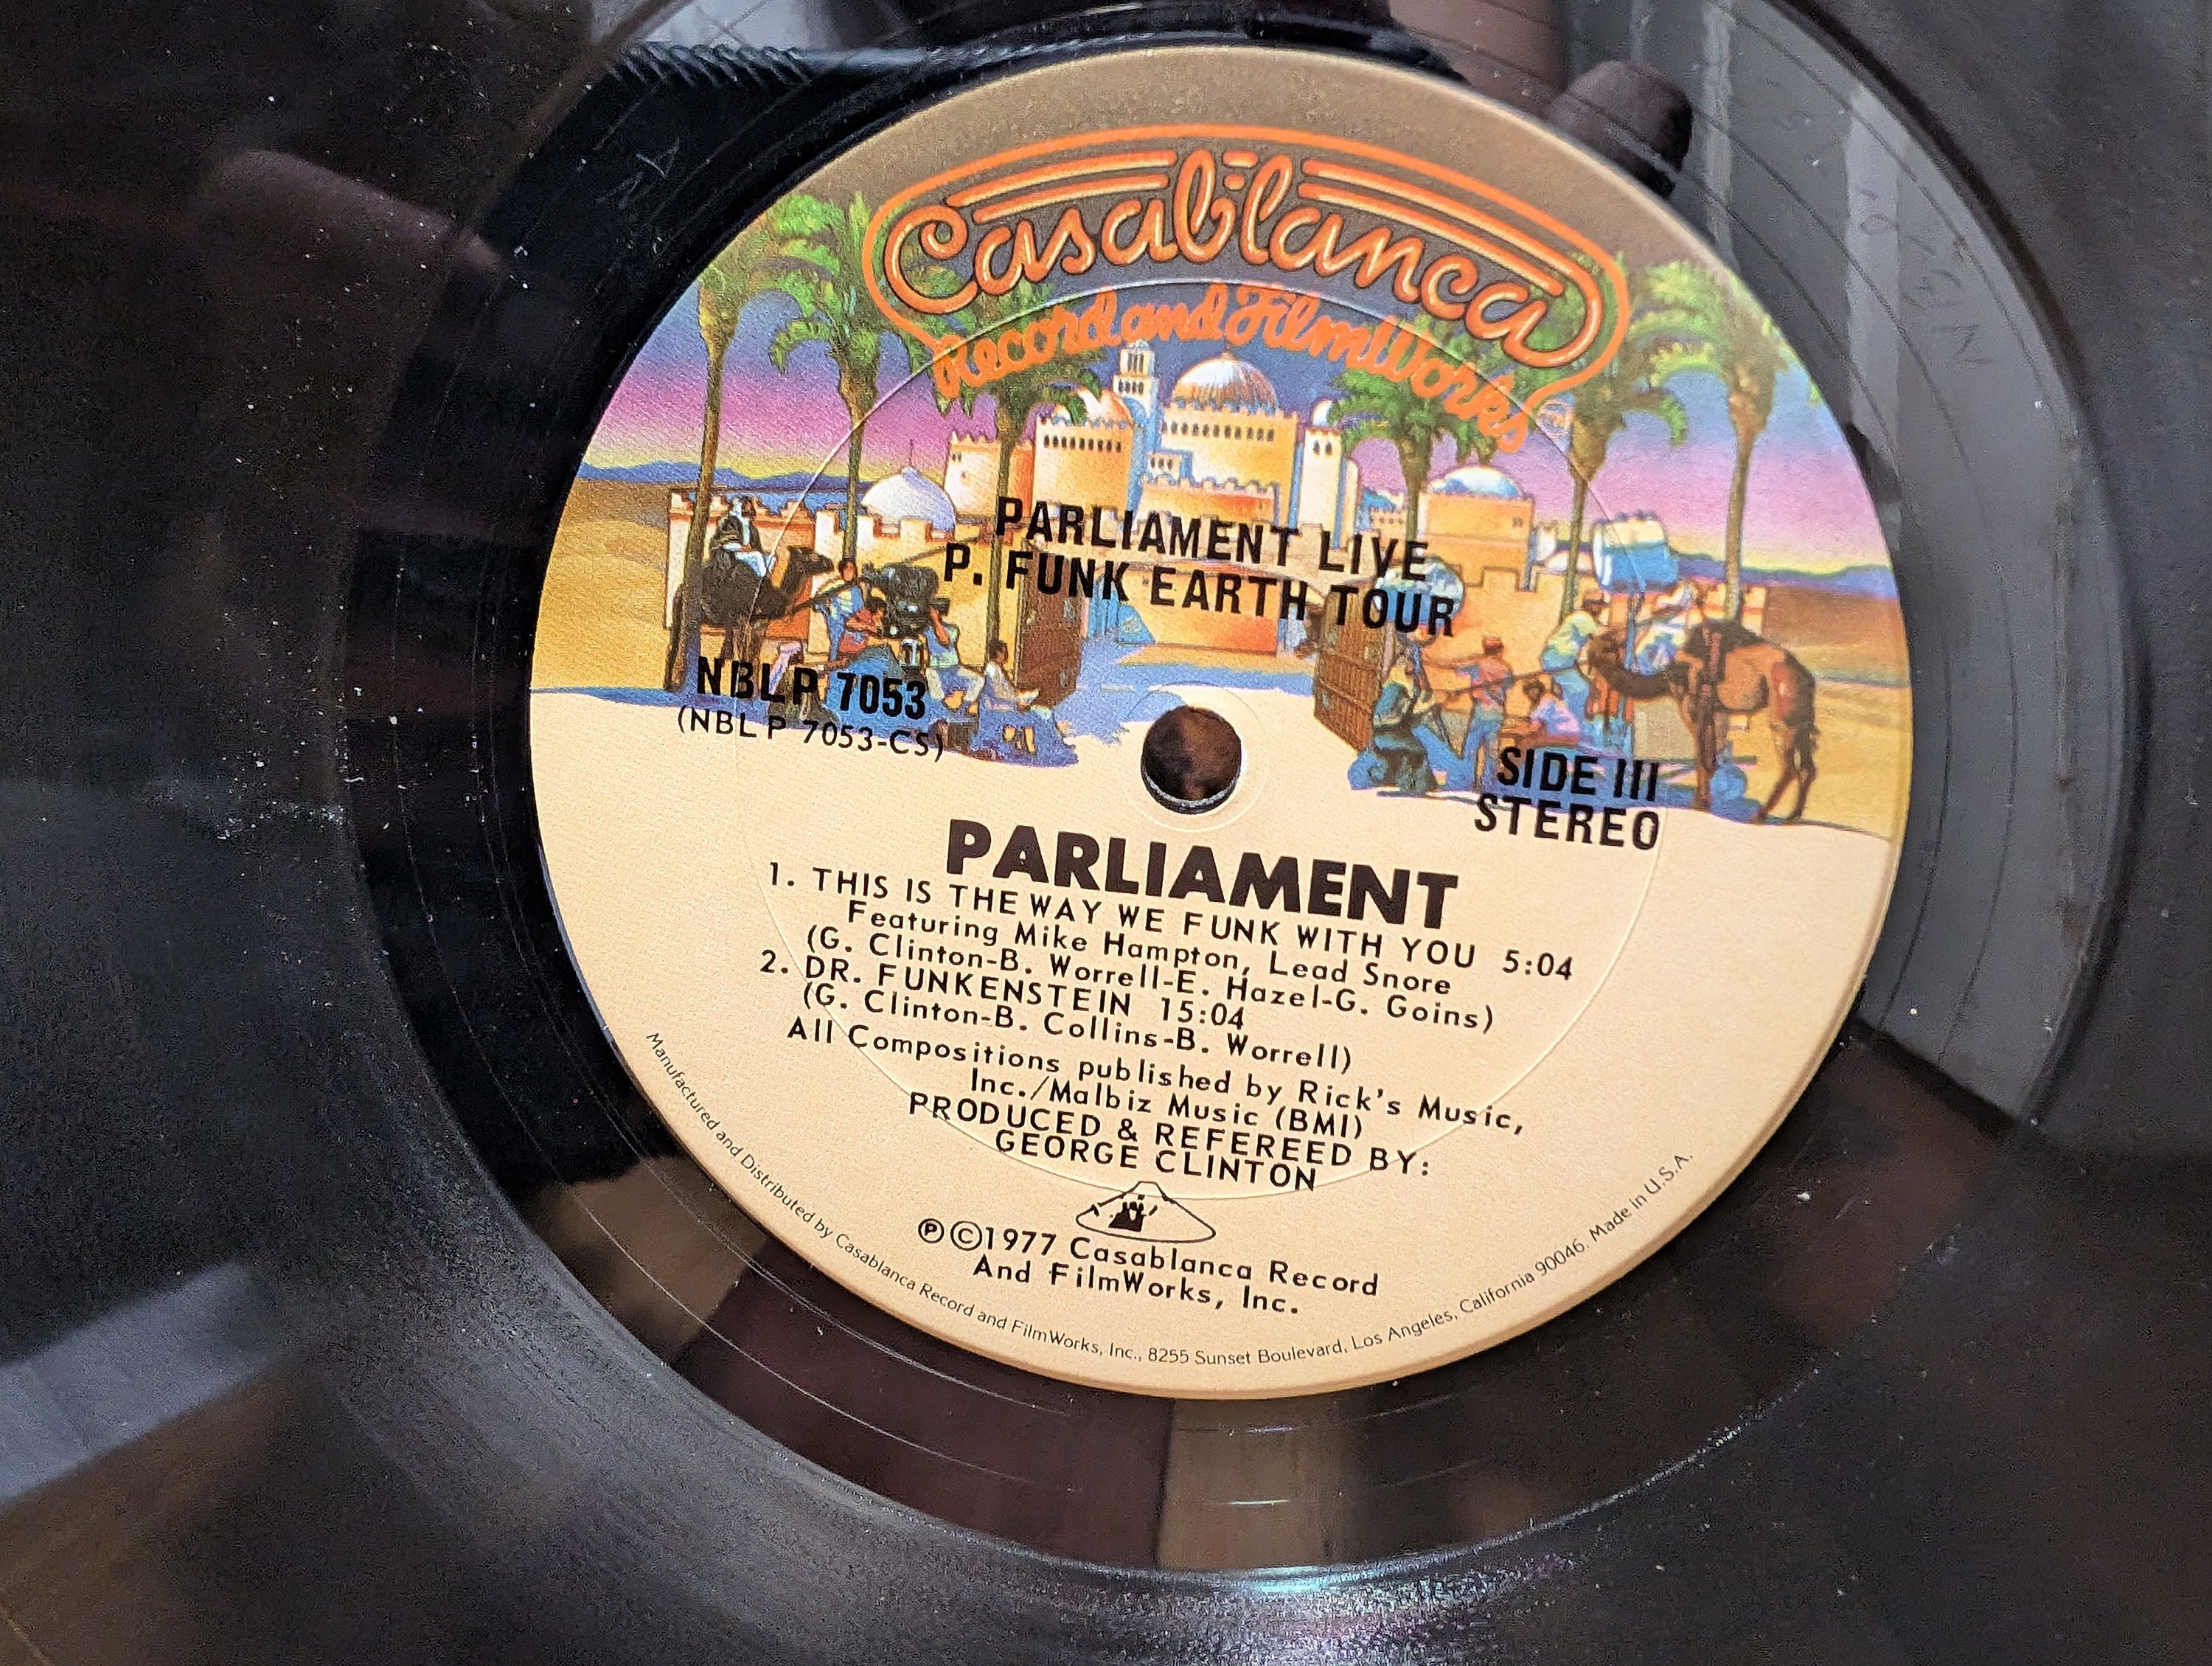 Casablanca
Record and FilmWorks
PARLIAMENT LIVE
P. FUNK EARTH TOUR
NBLP 7053
(NBLP 7053-CS)
SIDE III
STEREO
PARLIAMENT
1. THIS IS THE WAY WE FUNK WITH YOU 5:04
Featuring Mike Hampton, Lead Snore
(G. Clinton-B. Worrell-E. Hazel-G. Goins)
2. DR. FUNKENSTEIN 15:04
(G. Clinton-B. Collins-B. Worrell)
All Compositions published by Rick's Music,
Inc./Malbiz Music (BMI)
PRODUCED & REFEREED BY:
GEORGE CLINTON
℗©1977 Casablanca Record
And FilmWorks, Inc.
Manufactured and Distributed by Casablanca Record and FilmWorks, Inc., 8255 Sunset Boulevard, Los Angeles, California 90046. Made in U.S.A.